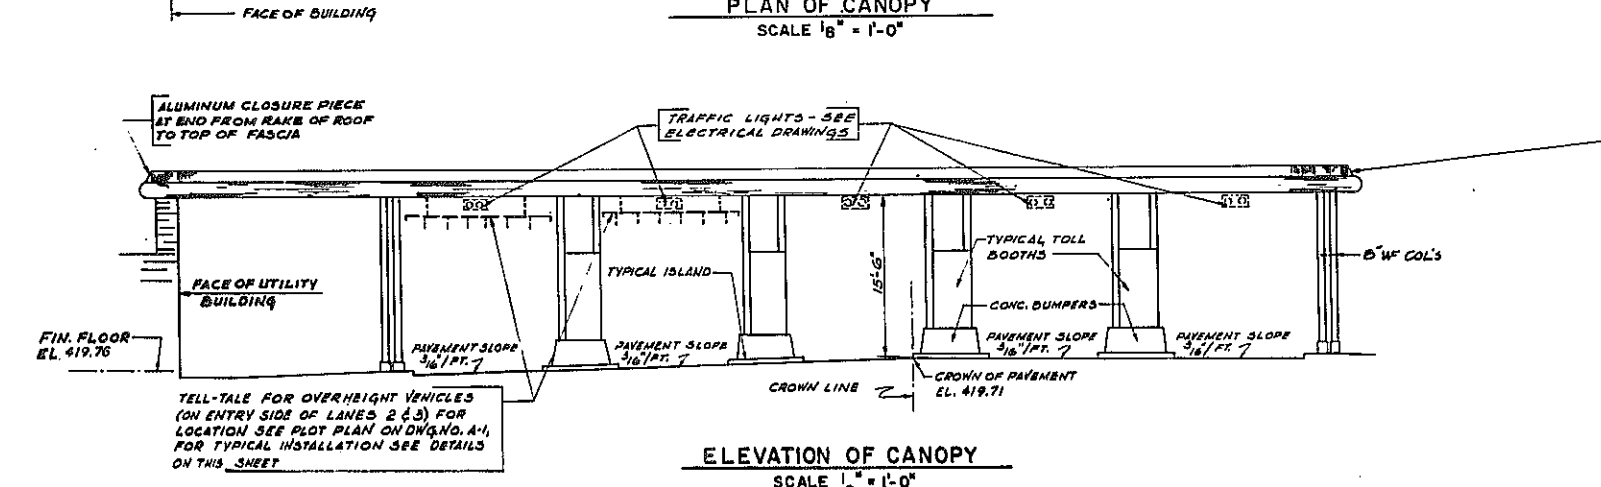 FACE OF BUILDING
PLAN OF CANOPY
SCALE 1/8" = 1'-0"
ALUMINUM CLOSURE PIECE
AT END FROM RAKE OF ROOF
TO TOP OF FASCIA
TRAFFIC LIGHTS - SEE
ELECTRICAL DRAWINGS
TYPICAL TOLL
BOOTHS
8" WF COL'S
TYPICAL ISLAND
15'-6"
FACE OF UTILITY
BUILDING
CONC. BUMPERS
FIN. FLOOR
EL. 419.76
PAVEMENT SLOPE
3/16"/FT.
PAVEMENT SLOPE
3/16"/FT.
PAVEMENT SLOPE
3/16"/FT.
PAVEMENT SLOPE
3/16"/FT.
CROWN LINE
CROWN OF PAVEMENT
EL. 419.71
TELL-TALE FOR OVERHEIGHT VEHICLES
(ON ENTRY SIDE OF LANES 2 & 3) FOR
LOCATION SEE PLOT PLAN ON DWG. NO. A-1,
FOR TYPICAL INSTALLATION SEE DETAILS
ON THIS SHEET
ELEVATION OF CANOPY
SCALE = 1'-0"